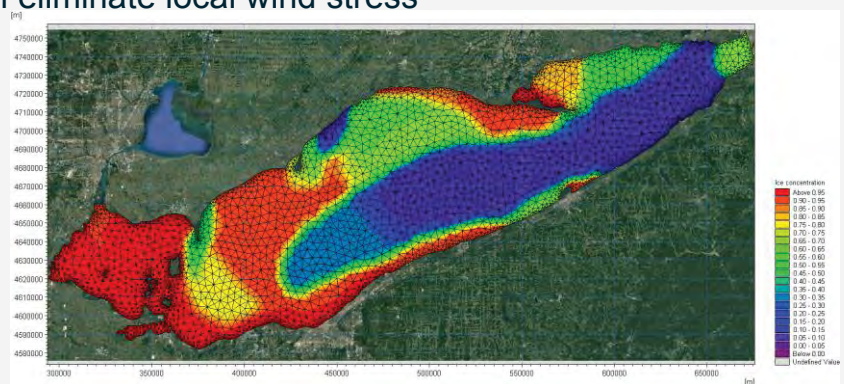 eliminate local wind stress
[m]
4750000
4740000
4730000
4720000
4710000
4700000
4690000
4680000
4670000
4660000
4650000
4640000
4630000
4620000
4610000
4600000
4590000
4580000
300000 350000 400000 450000 500000 550000 600000 650000
[m]
Ice concentration
Above 0.95
0.90 - 0.95
0.85 - 0.90
0.80 - 0.85
0.75 - 0.80
0.70 - 0.75
0.65 - 0.70
0.60 - 0.65
0.55 - 0.60
0.50 - 0.55
0.45 - 0.50
0.40 - 0.45
0.35 - 0.40
0.30 - 0.35
0.25 - 0.30
0.20 - 0.25
0.15 - 0.20
0.10 - 0.15
0.05 - 0.10
0.00 - 0.05
Below 0.00
Undefined Value